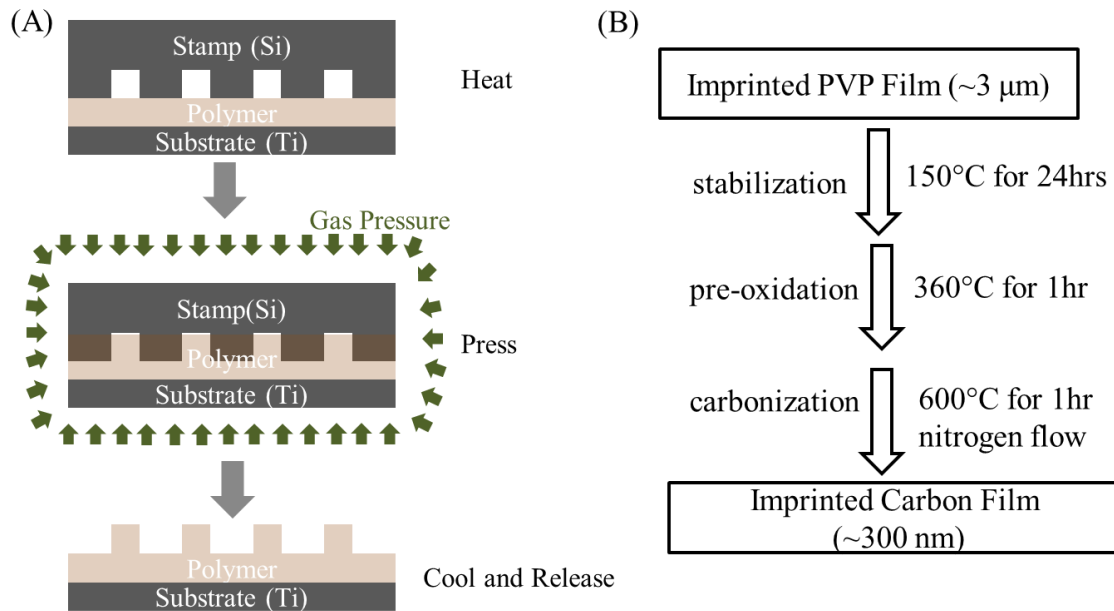 (A)
Stamp (Si)
Heat
Polymer
Substrate (Ti)
Gas Pressure
Stamp(Si)
Press
Polymer
Substrate (Ti)
Polymer
Cool and Release
Substrate (Ti)
(B)
Imprinted PVP Film (~3 μm)
stabilization
150°C for 24hrs
pre-oxidation
360°C for 1hr
carbonization
600°C for 1hr
nitrogen flow
Imprinted Carbon Film
(~300 nm)